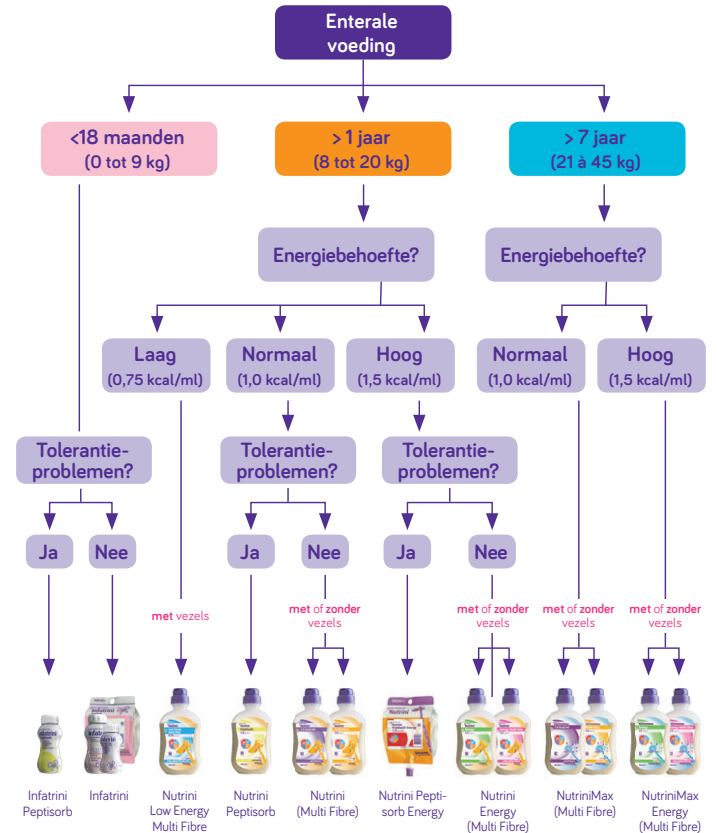 Enterale
voeding
<18 maanden
(0 tot 9 kg)
> 1 jaar
(8 tot 20 kg)
> 7 jaar
(21 à 45 kg)
Energiebehoefte?
Energiebehoefte?
Laag
(0,75 kcal/ml)
Normaal
(1,0 kcal/ml)
Hoog
(1,5 kcal/ml)
Normaal
(1,0 kcal/ml)
Hoog
(1,5 kcal/ml)
Tolerantie-
problemen?
Tolerantie-
problemen?
Tolerantie-
problemen?
Ja
Nee
Ja
Nee
Ja
Nee
met vezels
met of zonder
vezels
met of zonder
vezels
met of zonder
vezels
met of zonder
vezels
Infatrini
Peptisorb
Infatrini
Nutrini
Low Energy
Multi Fibre
Nutrini
Peptisorb
Nutrini
(Multi Fibre)
Nutrini Pepti-
sorb Energy
Nutrini
Energy
(Multi Fibre)
NutriniMax
(Multi Fibre)
NutriniMax
Energy
(Multi Fibre)